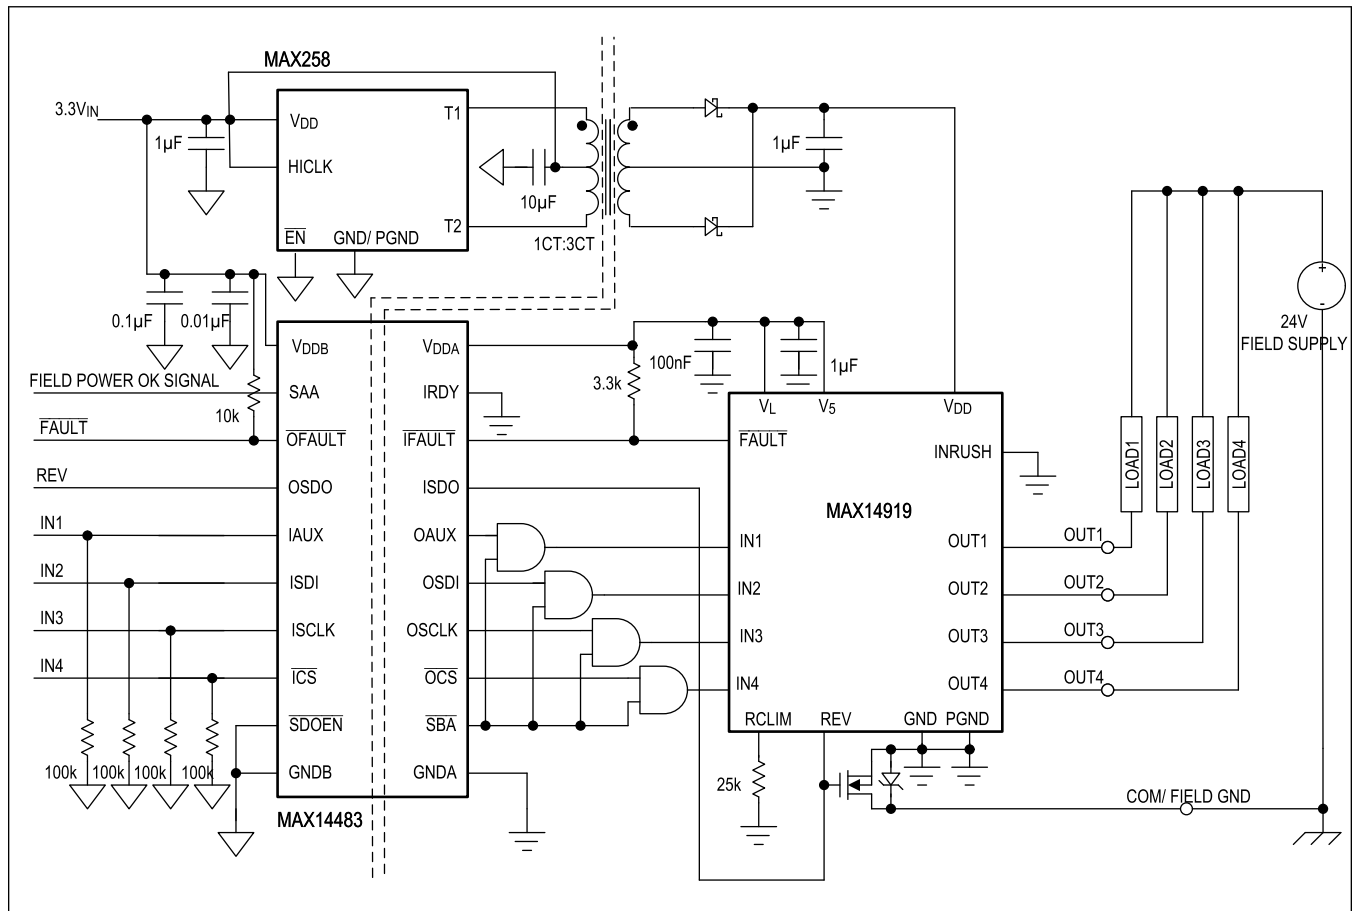 MAX258
3.3VIN
VDD
T1
1µF
HICLK
10µF
1µF
T2
EN
GND/ PGND
1CT:3CT
0.1µF
0.01µF
24V
FIELD SUPPLY
VDDB
VDDA
100nF
1µF
FIELD POWER OK SIGNAL
SAA
IRDY
3.3k
10k
VL
V5
VDD
FAULT
OFAULT
IFAULT
FAULT
INRUSH
LOAD1
LOAD2
LOAD3
LOAD4
REV
OSDO
ISDO
MAX14919
IN1
IAUX
OAUX
IN1
OUT1
OUT1
IN2
ISDI
OSDI
IN2
OUT2
OUT2
IN3
ISCLK
OSCLK
IN3
OUT3
OUT3
IN4
ICS
OCS
IN4
OUT4
OUT4
SDOEN
SBA
RCLIM
REV
GND
PGND
100k
100k
100k
100k
GNDB
GNDA
25k
COM/ FIELD GND
MAX14483
+
-